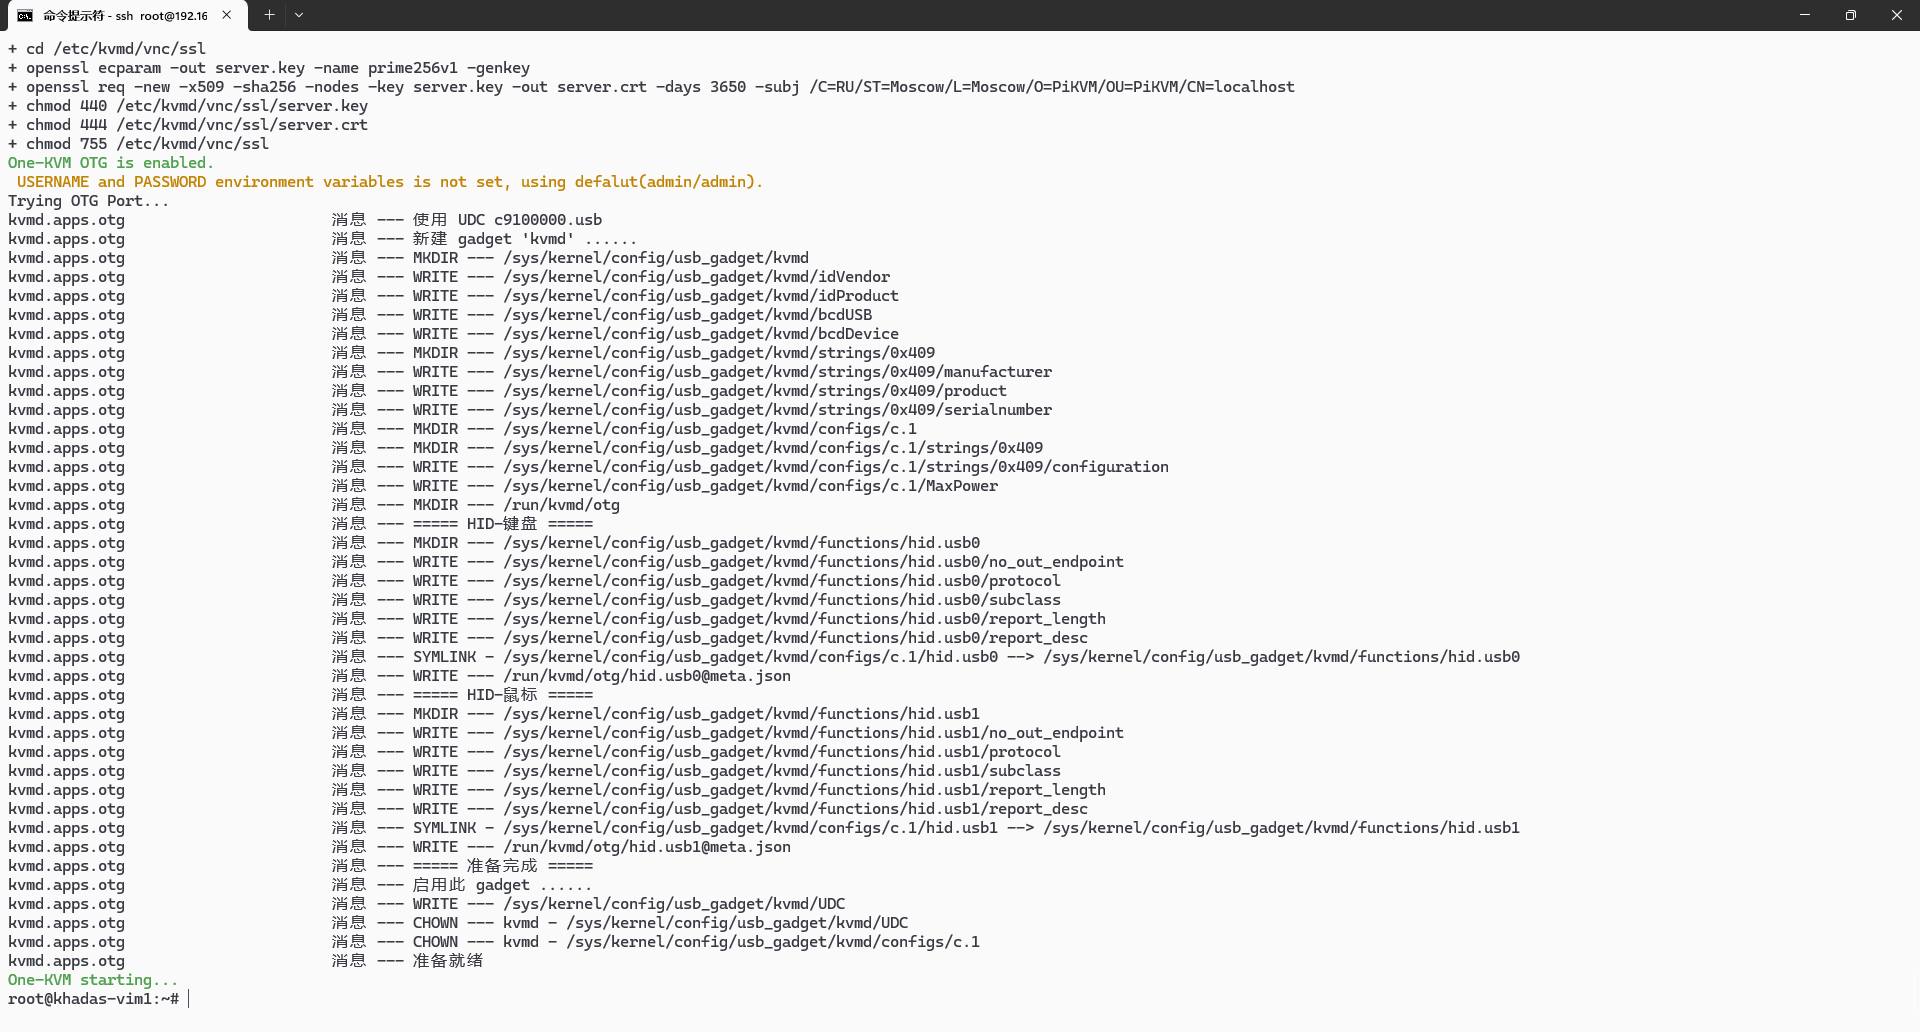 命令提示符 - ssh root@192.16
+ cd /etc/kvmd/vnc/ssl
+ openssl ecparam -out server.key -name prime256v1 -genkey
+ openssl req -new -x509 -sha256 -nodes -key server.key -out server.crt -days 3650 -subj /C=RU/ST=Moscow/L=Moscow/O=PiKVM/OU=PiKVM/CN=localhost
+ chmod 440 /etc/kvmd/vnc/ssl/server.key
+ chmod 444 /etc/kvmd/vnc/ssl/server.crt
+ chmod 755 /etc/kvmd/vnc/ssl
One-KVM OTG is enabled.
USERNAME and PASSWORD environment variables is not set, using defalut(admin/admin).
Trying OTG Port...
kvmd.apps.otg 消息 --- 使用 UDC c9100000.usb
kvmd.apps.otg 消息 --- 新建 gadget 'kvmd' ......
kvmd.apps.otg 消息 --- MKDIR --- /sys/kernel/config/usb_gadget/kvmd
kvmd.apps.otg 消息 --- WRITE --- /sys/kernel/config/usb_gadget/kvmd/idVendor
kvmd.apps.otg 消息 --- WRITE --- /sys/kernel/config/usb_gadget/kvmd/idProduct
kvmd.apps.otg 消息 --- WRITE --- /sys/kernel/config/usb_gadget/kvmd/bcdUSB
kvmd.apps.otg 消息 --- WRITE --- /sys/kernel/config/usb_gadget/kvmd/bcdDevice
kvmd.apps.otg 消息 --- MKDIR --- /sys/kernel/config/usb_gadget/kvmd/strings/0x409
kvmd.apps.otg 消息 --- WRITE --- /sys/kernel/config/usb_gadget/kvmd/strings/0x409/manufacturer
kvmd.apps.otg 消息 --- WRITE --- /sys/kernel/config/usb_gadget/kvmd/strings/0x409/product
kvmd.apps.otg 消息 --- WRITE --- /sys/kernel/config/usb_gadget/kvmd/strings/0x409/serialnumber
kvmd.apps.otg 消息 --- MKDIR --- /sys/kernel/config/usb_gadget/kvmd/configs/c.1
kvmd.apps.otg 消息 --- MKDIR --- /sys/kernel/config/usb_gadget/kvmd/configs/c.1/strings/0x409
kvmd.apps.otg 消息 --- WRITE --- /sys/kernel/config/usb_gadget/kvmd/configs/c.1/strings/0x409/configuration
kvmd.apps.otg 消息 --- WRITE --- /sys/kernel/config/usb_gadget/kvmd/configs/c.1/MaxPower
kvmd.apps.otg 消息 --- MKDIR --- /run/kvmd/otg
kvmd.apps.otg 消息 --- ===== HID-键盘 =====
kvmd.apps.otg 消息 --- MKDIR --- /sys/kernel/config/usb_gadget/kvmd/functions/hid.usb0
kvmd.apps.otg 消息 --- WRITE --- /sys/kernel/config/usb_gadget/kvmd/functions/hid.usb0/no_out_endpoint
kvmd.apps.otg 消息 --- WRITE --- /sys/kernel/config/usb_gadget/kvmd/functions/hid.usb0/protocol
kvmd.apps.otg 消息 --- WRITE --- /sys/kernel/config/usb_gadget/kvmd/functions/hid.usb0/subclass
kvmd.apps.otg 消息 --- WRITE --- /sys/kernel/config/usb_gadget/kvmd/functions/hid.usb0/report_length
kvmd.apps.otg 消息 --- WRITE --- /sys/kernel/config/usb_gadget/kvmd/functions/hid.usb0/report_desc
kvmd.apps.otg 消息 --- SYMLINK - /sys/kernel/config/usb_gadget/kvmd/configs/c.1/hid.usb0 --> /sys/kernel/config/usb_gadget/kvmd/functions/hid.usb0
kvmd.apps.otg 消息 --- WRITE --- /run/kvmd/otg/hid.usb0@meta.json
kvmd.apps.otg 消息 --- ===== HID-鼠标 =====
kvmd.apps.otg 消息 --- MKDIR --- /sys/kernel/config/usb_gadget/kvmd/functions/hid.usb1
kvmd.apps.otg 消息 --- WRITE --- /sys/kernel/config/usb_gadget/kvmd/functions/hid.usb1/no_out_endpoint
kvmd.apps.otg 消息 --- WRITE --- /sys/kernel/config/usb_gadget/kvmd/functions/hid.usb1/protocol
kvmd.apps.otg 消息 --- WRITE --- /sys/kernel/config/usb_gadget/kvmd/functions/hid.usb1/subclass
kvmd.apps.otg 消息 --- WRITE --- /sys/kernel/config/usb_gadget/kvmd/functions/hid.usb1/report_length
kvmd.apps.otg 消息 --- WRITE --- /sys/kernel/config/usb_gadget/kvmd/functions/hid.usb1/report_desc
kvmd.apps.otg 消息 --- SYMLINK - /sys/kernel/config/usb_gadget/kvmd/configs/c.1/hid.usb1 --> /sys/kernel/config/usb_gadget/kvmd/functions/hid.usb1
kvmd.apps.otg 消息 --- WRITE --- /run/kvmd/otg/hid.usb1@meta.json
kvmd.apps.otg 消息 --- ===== 准备完成 =====
kvmd.apps.otg 消息 --- 启用此 gadget ......
kvmd.apps.otg 消息 --- WRITE --- /sys/kernel/config/usb_gadget/kvmd/UDC
kvmd.apps.otg 消息 --- CHOWN --- kvmd - /sys/kernel/config/usb_gadget/kvmd/UDC
kvmd.apps.otg 消息 --- CHOWN --- kvmd - /sys/kernel/config/usb_gadget/kvmd/configs/c.1
kvmd.apps.otg 消息 --- 准备就绪
One-KVM starting...
root@khadas-vim1:~#